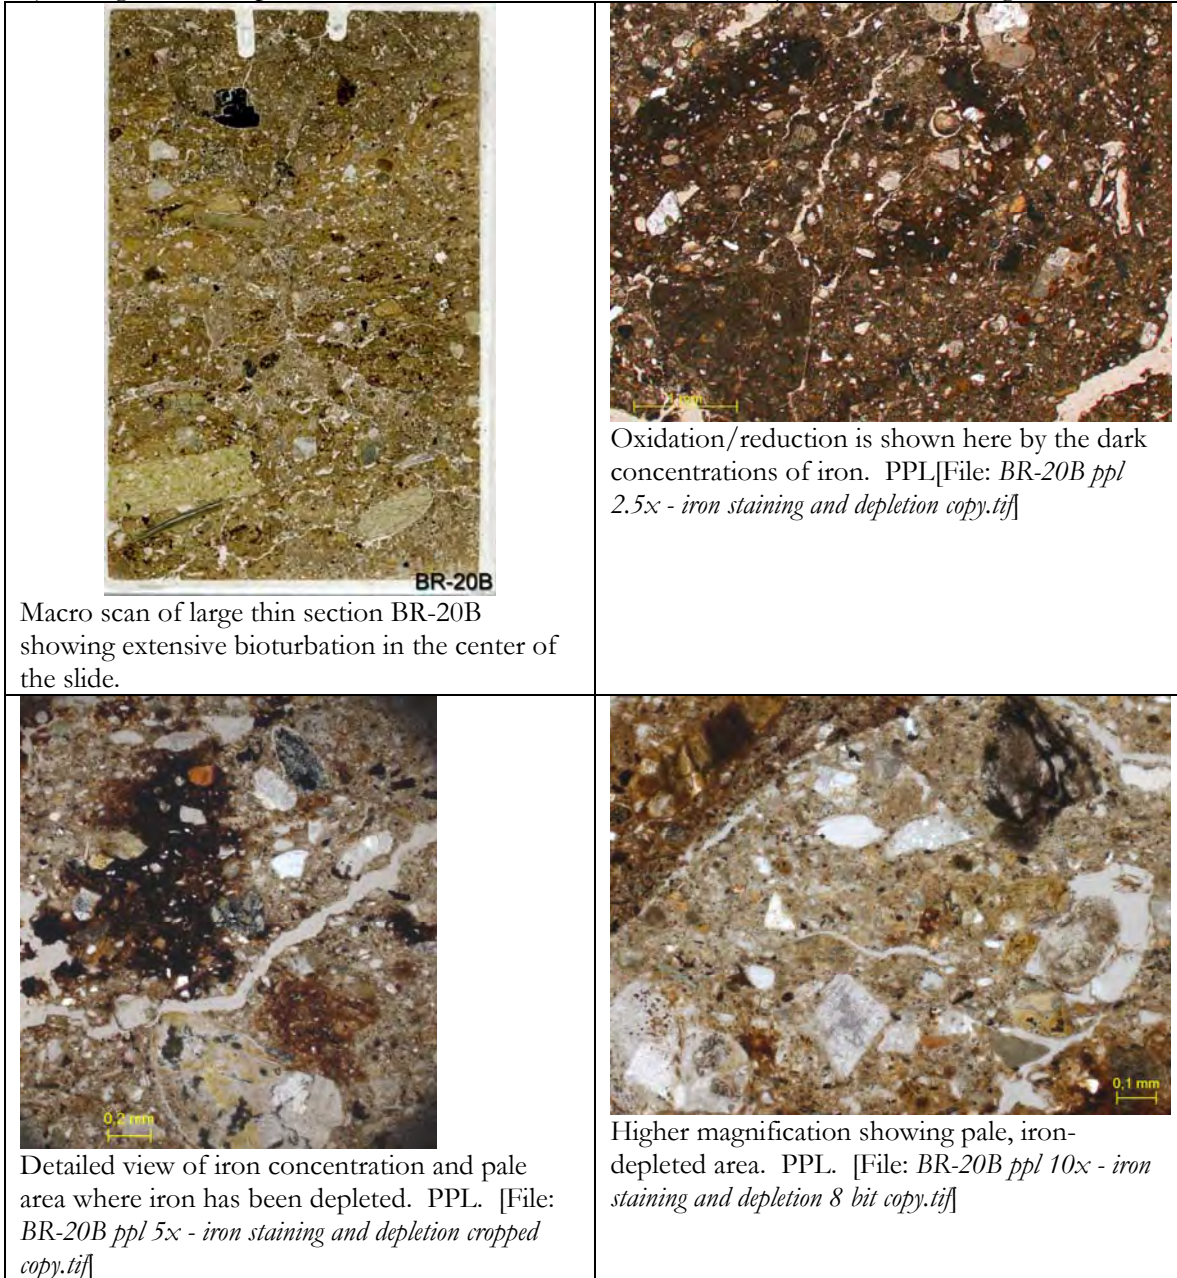 BR-20B
Macro scan of large thin section BR-20B
showing extensive bioturbation in the center of
the slide.
1 mm
Oxidation/reduction is shown here by the dark
concentrations of iron. PPL[File: BR-20B ppl
2.5x - iron staining and depletion copy.tif]
0,2 mm
Detailed view of iron concentration and pale
area where iron has been depleted. PPL. [File:
BR-20B ppl 5x - iron staining and depletion cropped
copy.tif]
0,1 mm
Higher magnification showing pale, iron-
depleted area. PPL. [File: BR-20B ppl 10x - iron
staining and depletion 8 bit copy.tif]